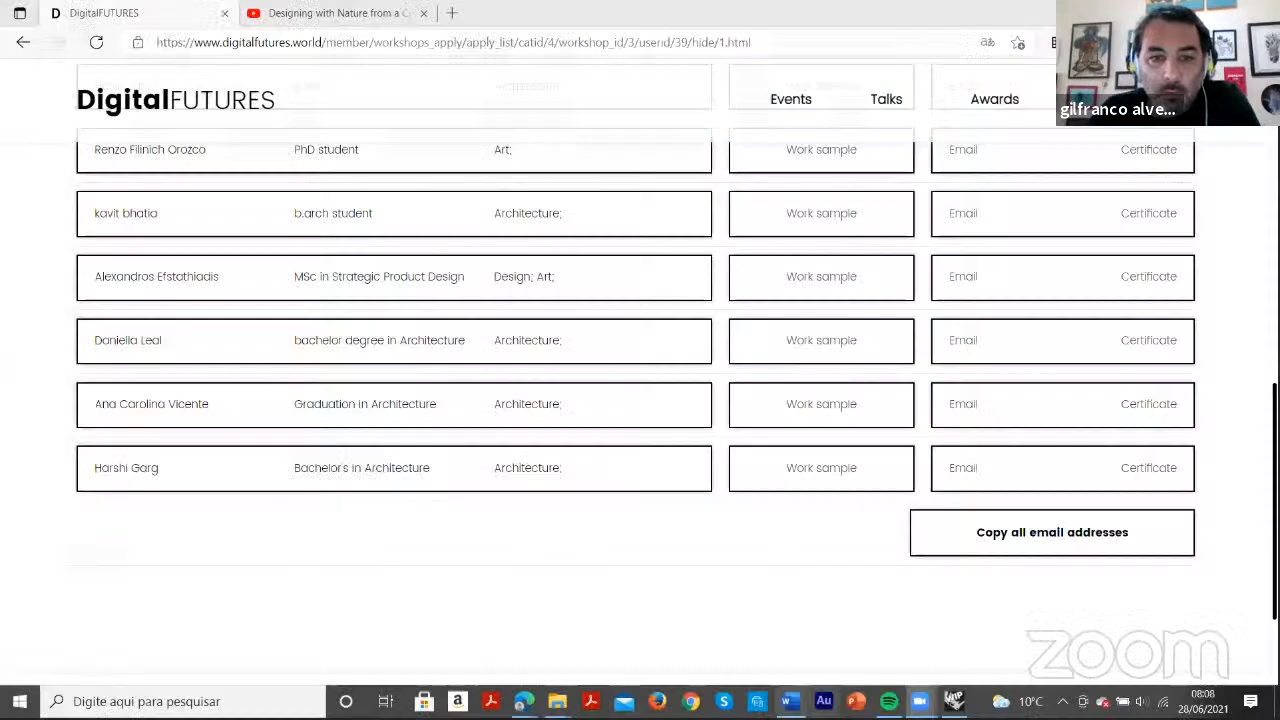 DigitalFUTURES
Designing with Nature from a C
https://www.digitalfutures.world/member/workshops_apply/apply_list/catid/4/workshop_id/3/userid/39/hide/1.html
gilfranco alve...
DigitalFUTURES Events Talks Awards
Renzo Filinich Orozco PhD student Art; Work sample Email Certificate
kavit bhatia b.arch student Architecture; Work sample Email Certificate
Alexandros Efstathiadis MSc in Strategic Product Design Design; Art; Work sample Email Certificate
Daniella Leal bachelor degree in Architecture Architecture; Work sample Email Certificate
Ana Carolina Vicente Graduation in Architecture Architecture; Work sample Email Certificate
Harshi Garg Bachelor's in Architecture Architecture; Work sample Email Certificate
Copy all email addresses
zoom
Digite aqui para pesquisar
10°C
08:08
28/06/2021